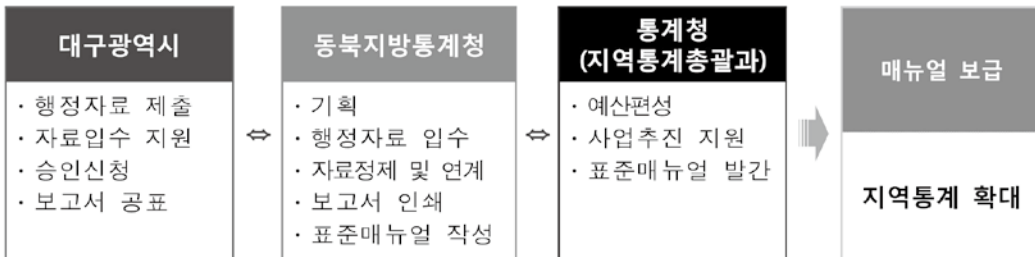 대구광역시
· 행정자료 제출
· 자료입수 지원
· 승인신청
· 보고서 공표
⇔
동북지방통계청
· 기획
· 행정자료 입수
· 자료정제 및 연계
· 보고서 인쇄
· 표준매뉴얼 작성
⇔
통계청
(지역통계총괄과)
· 예산편성
· 사업추진 지원
· 표준매뉴얼 발간
매뉴얼 보급
지역통계 확대